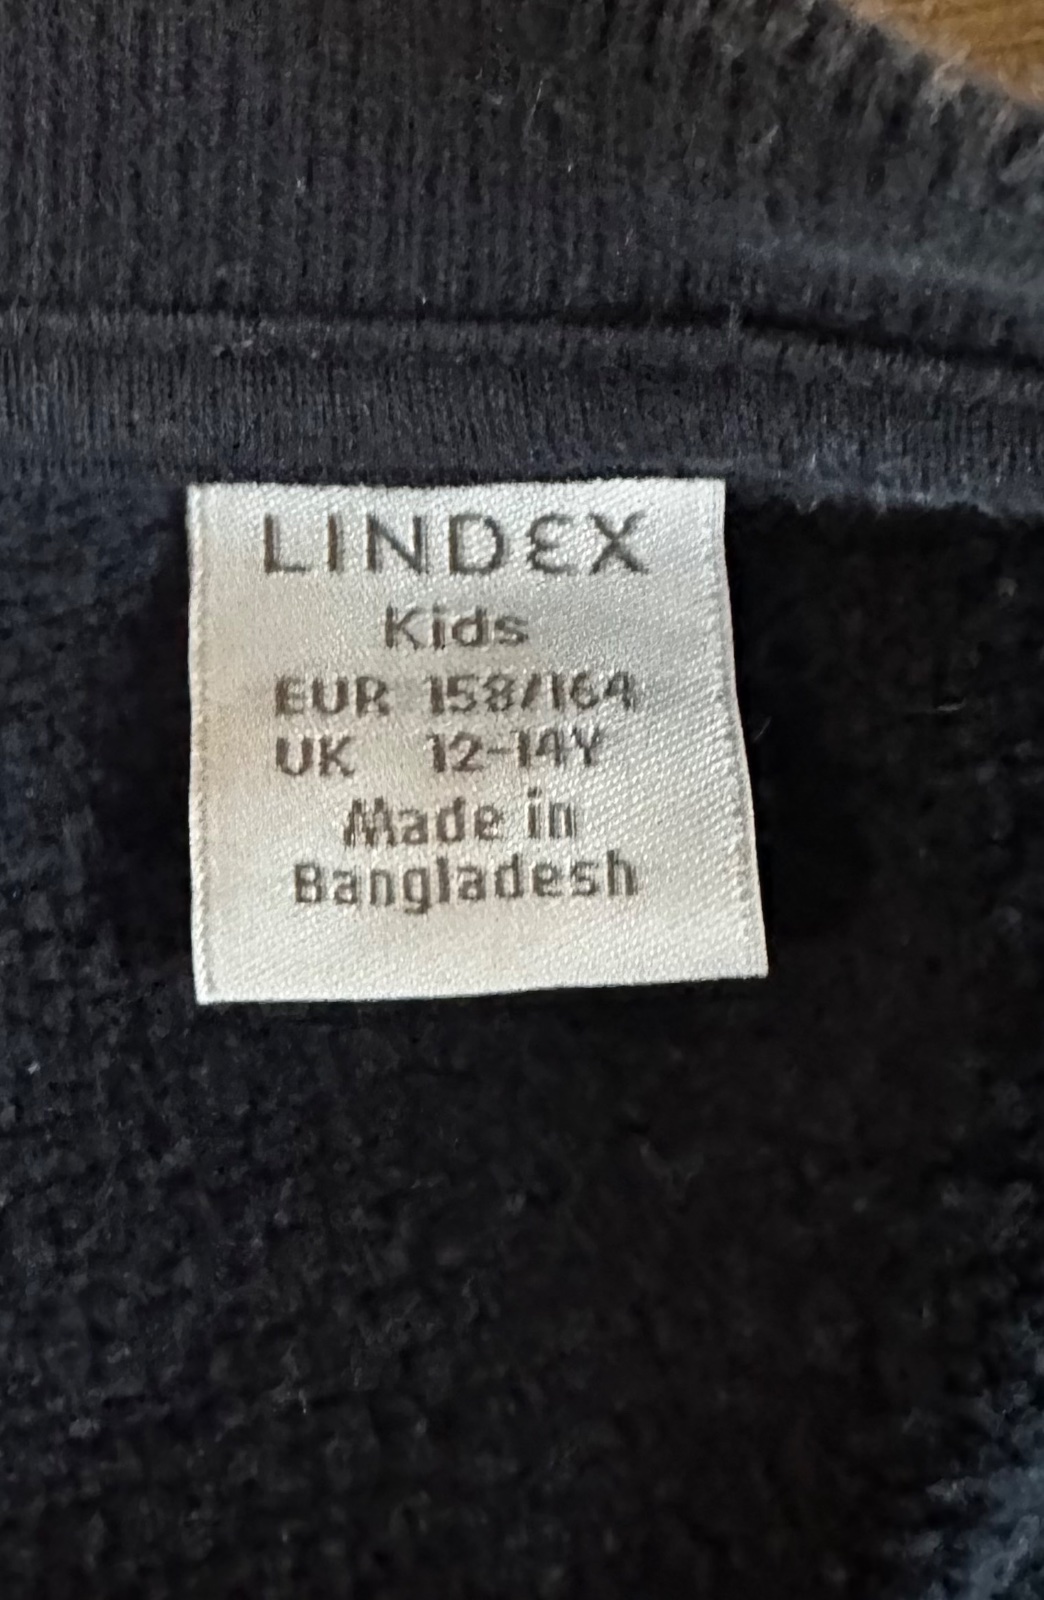 LINDEX
Kids
EUR 158/164
UK 12-14Y
Made in
Bangladesh